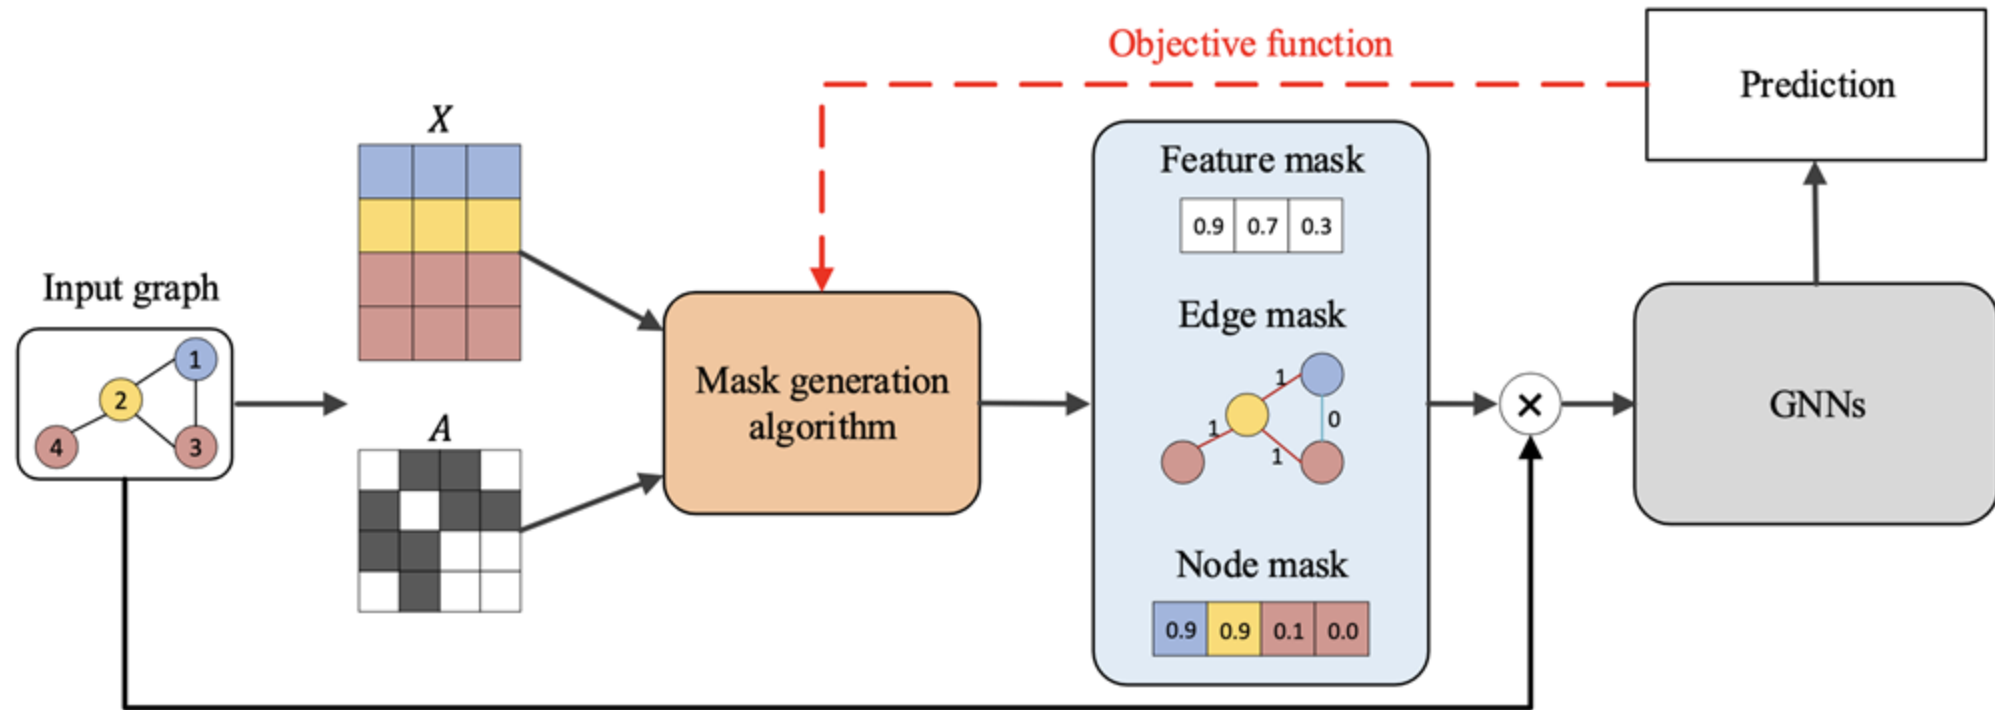 Objective function
Prediction
X
Feature mask
0.9 0.7 0.3
Input graph
1
2
4
3
A
Mask generation
algorithm
Edge mask
1
0
1
1
GNNs
×
Node mask
0.9 0.9 0.1 0.0